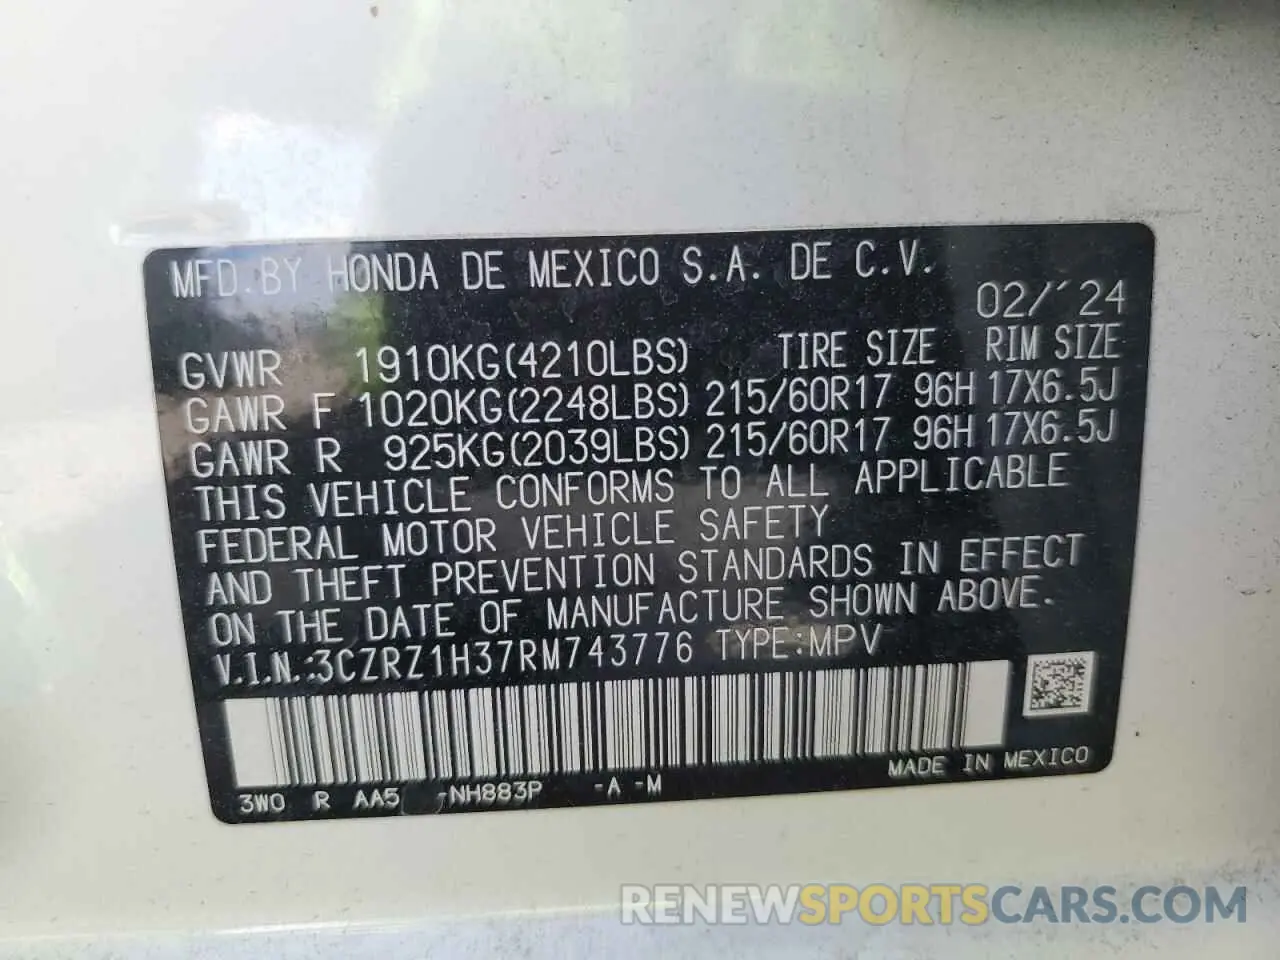 MFD.BY HONDA DE MEXICO S.A. DE C.V.
02/´24
GVWR 1910KG(4210LBS) TIRE SIZE RIM SIZE
GAWR F 1020KG(2248LBS) 215/60R17 96H 17X6.5J
GAWR R 925KG(2039LBS) 215/60R17 96H 17X6.5J
THIS VEHICLE CONFORMS TO ALL APPLICABLE
FEDERAL MOTOR VEHICLE SAFETY
AND THEFT PREVENTION STANDARDS IN EFFECT
ON THE DATE OF MANUFACTURE SHOWN ABOVE.
V.I.N.:3CZRZ1H37RM743776 TYPE:MPV
MADE IN MEXICO
3W0 R AA5 -NH883P -A -M
RENEWSPORTSCARS.COM